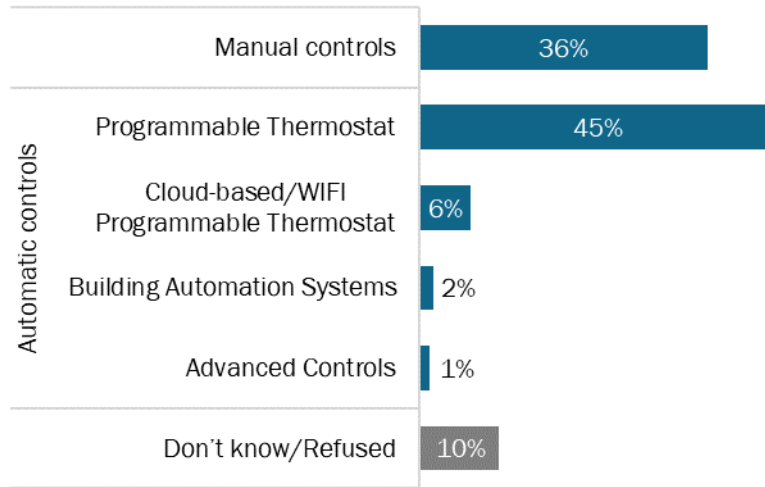 Manual controls
36%
Automatic controls
Programmable Thermostat
45%
Cloud-based/WIFI
Programmable Thermostat
6%
Building Automation Systems
2%
Advanced Controls
1%
Don't know/Refused
10%